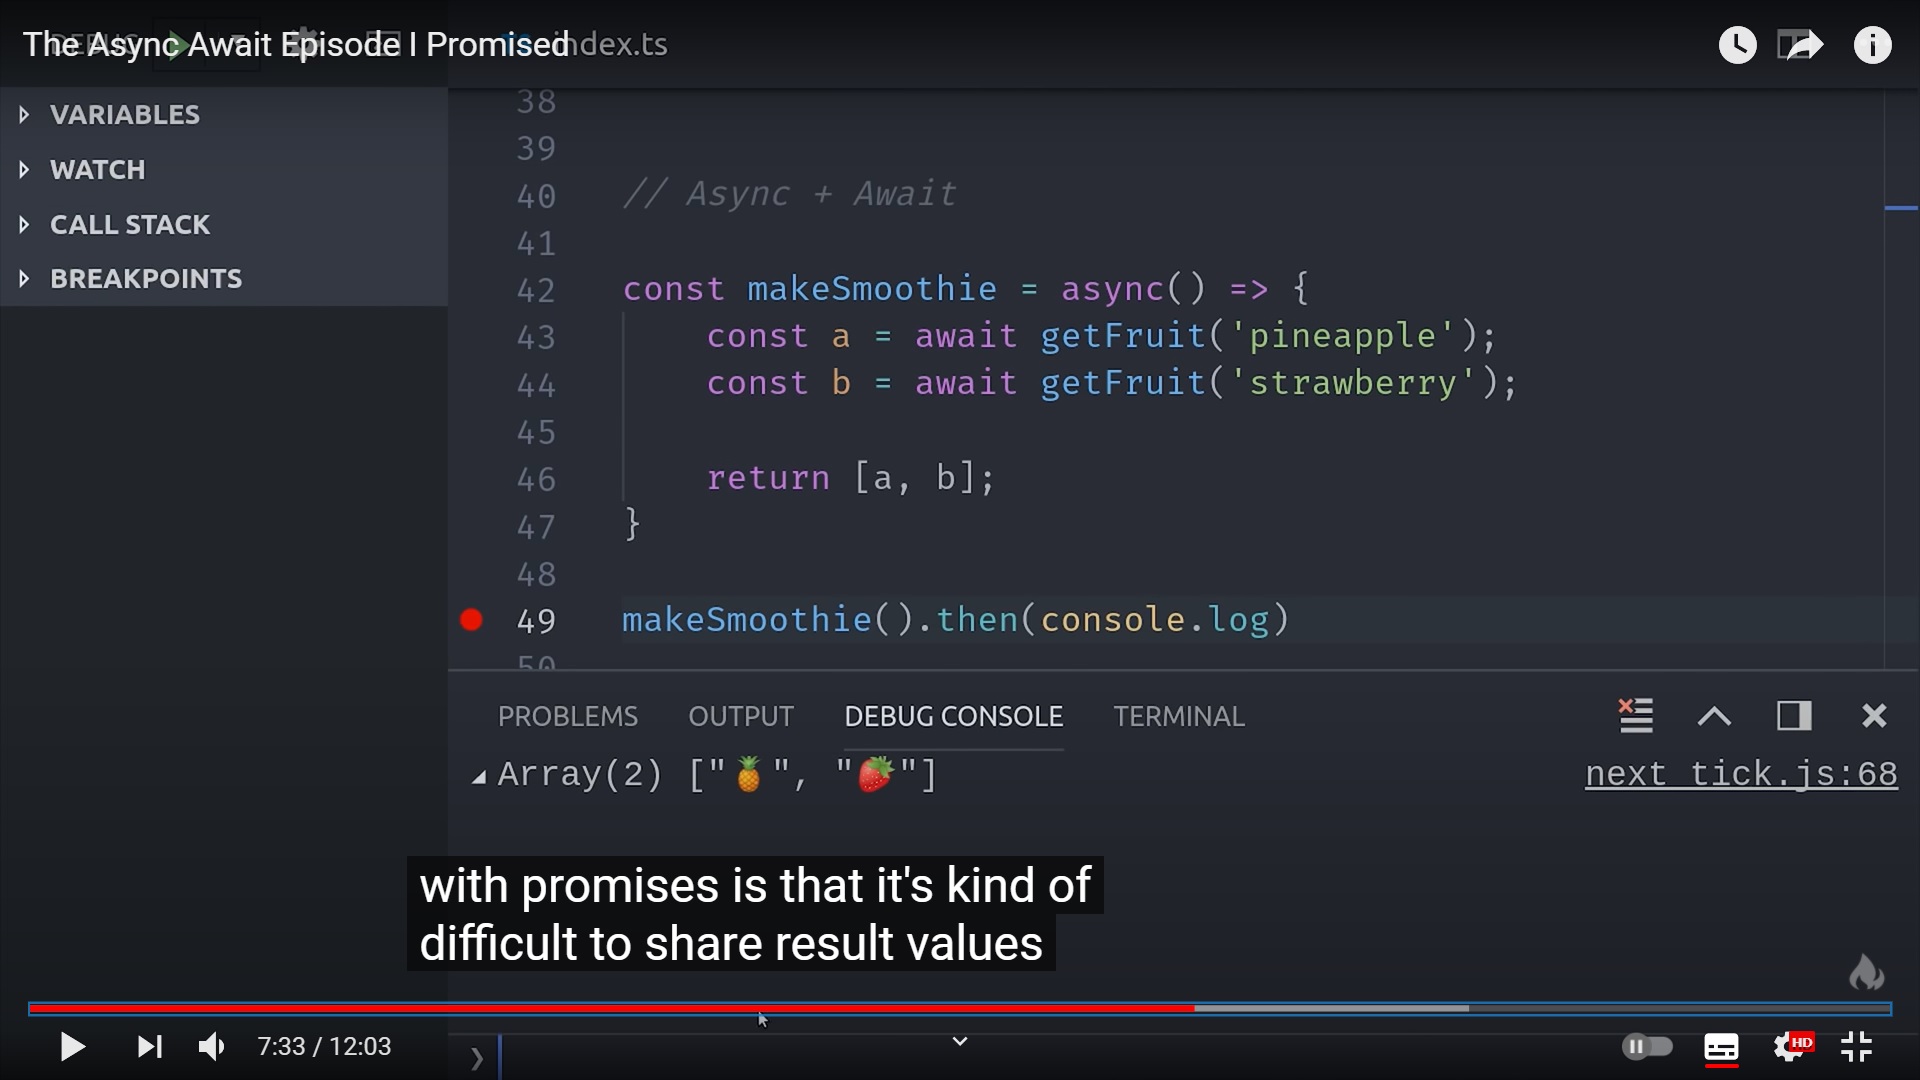 The Async Await Episode I Promised
index.ts
VARIABLES
WATCH
CALL STACK
BREAKPOINTS
38
39
40 // Async + Await
41
42 const makeSmoothie = async() => {
43 const a = await getFruit('pineapple');
44 const b = await getFruit('strawberry');
45
46 return [a, b];
47 }
48
49 makeSmoothie().then(console.log)
50
PROBLEMS OUTPUT DEBUG CONSOLE TERMINAL
Array(2) ["🍍", "🍓"] next_tick.js:68
with promises is that it's kind of
difficult to share result values
7:33 / 12:03
HD